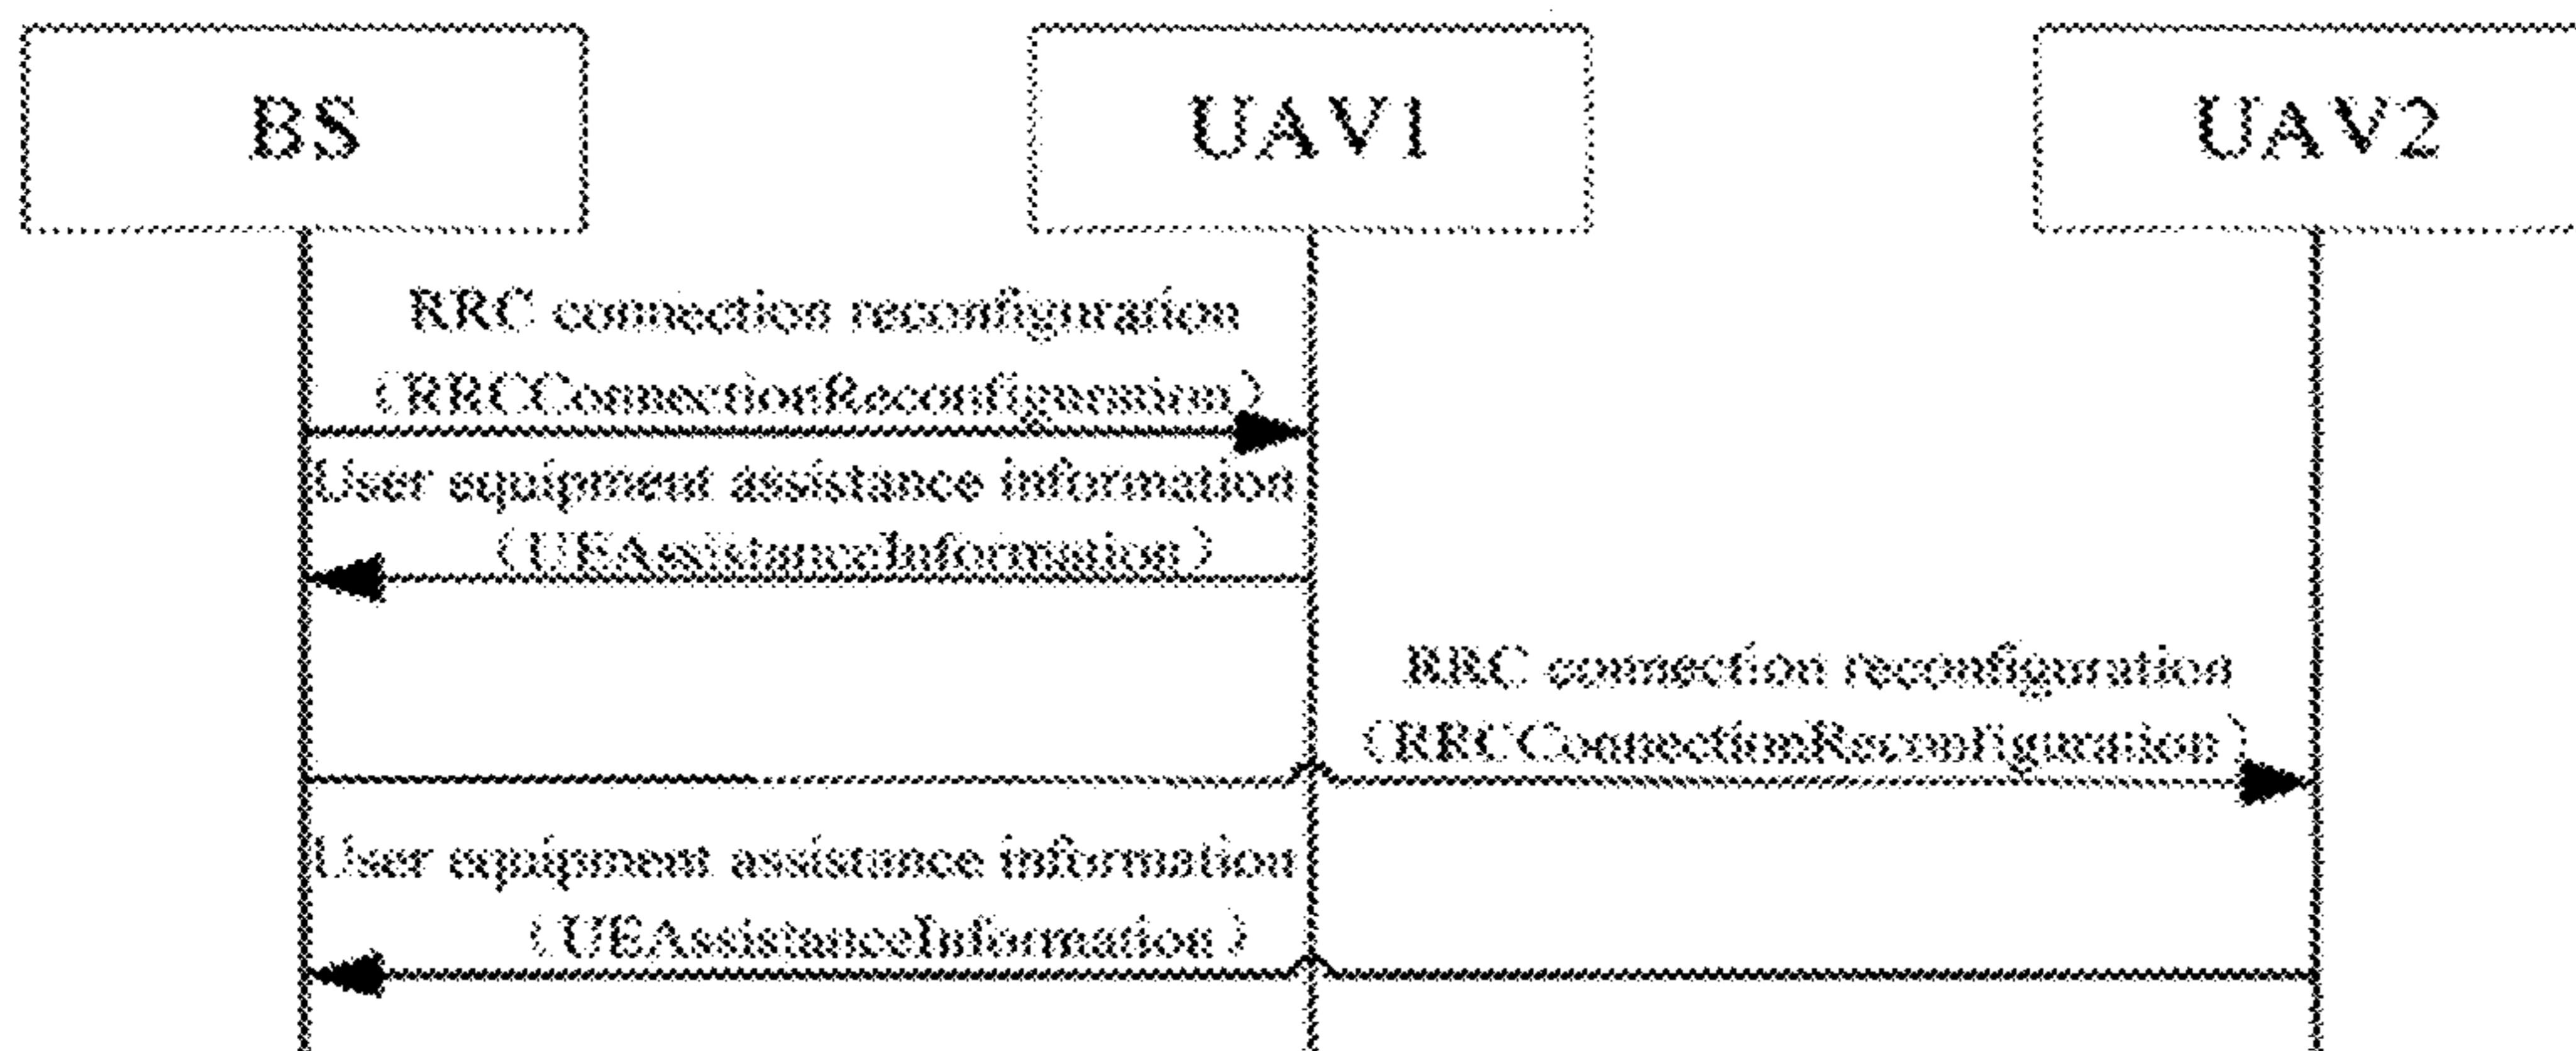 BS
UAV1
UAV2
RRC connection reconfiguration
(RRCConnectionReconfiguration)
User equipment assistance information
(UEAssistanceInformation)
RRC connection reconfiguration
(RRCConnectionReconfiguration)
User equipment assistance information
(UEAssistanceInformation)